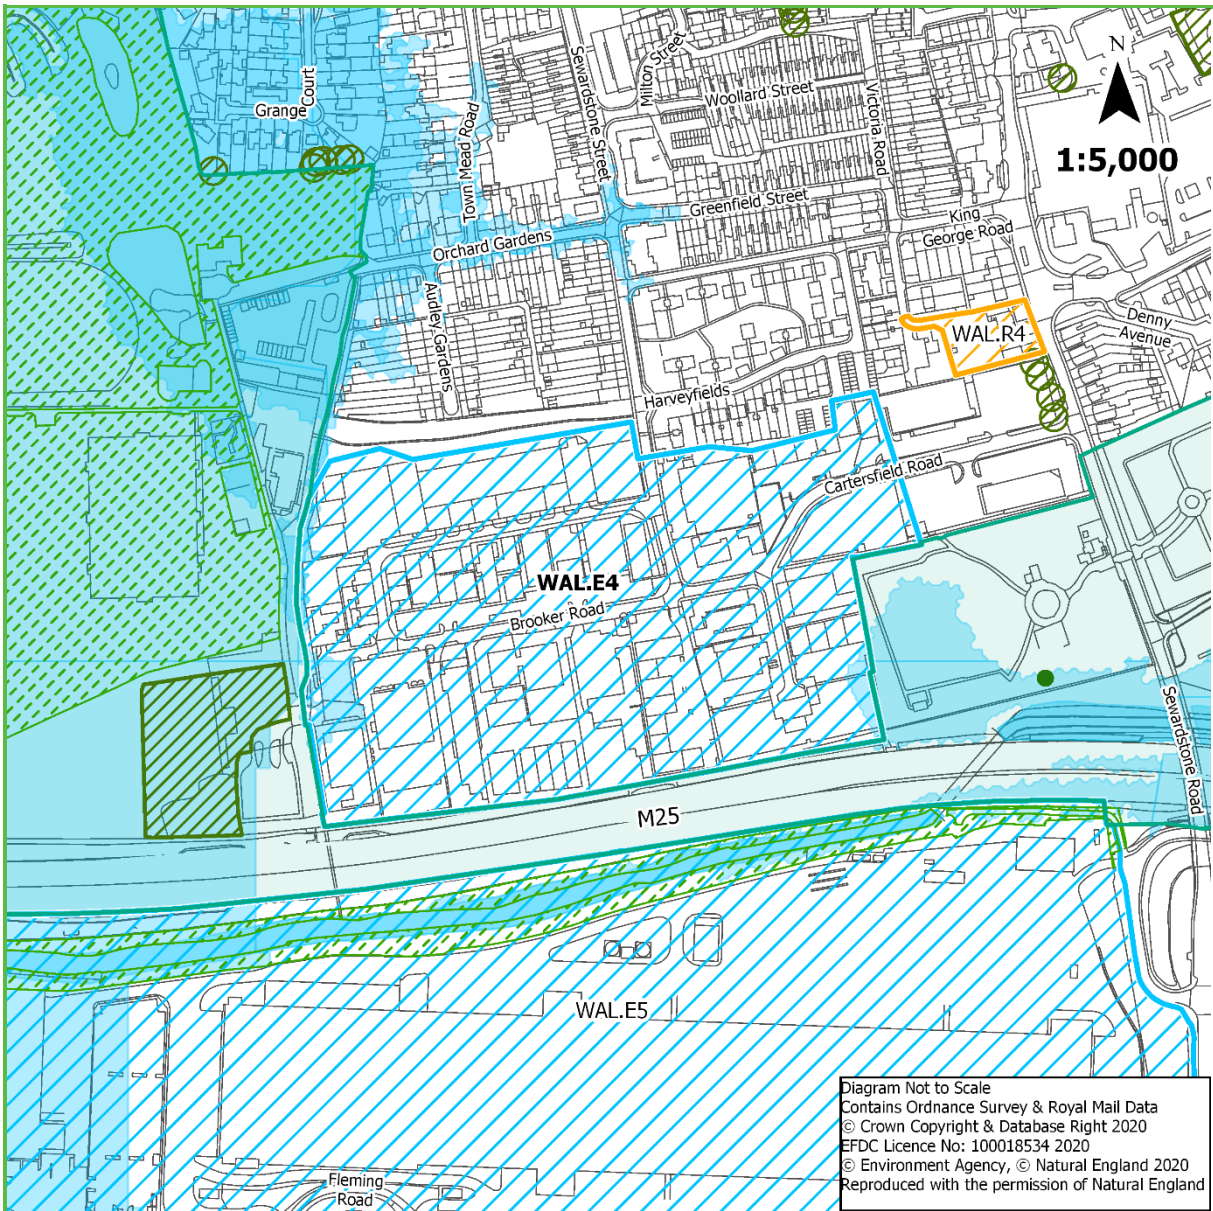 N
1:5,000
Grange Court
Town Mead Road
Sewardstone Street
Milton Street
Woollard Street
Victoria Road
Greenfield Street
King
George Road
Orchard Gardens
Audley Gardens
Denny
Avenue
WAL.R4
Harveyfields
Cartersfield Road
WAL.E4
Brooker Road
Sewardstone Road
M25
WAL.E5
Fleming
Road
Diagram Not to Scale
Contains Ordnance Survey & Royal Mail Data
© Crown Copyright & Database Right 2020
EFDC Licence No: 100018534 2020
© Environment Agency, © Natural England 2020
Reproduced with the permission of Natural England